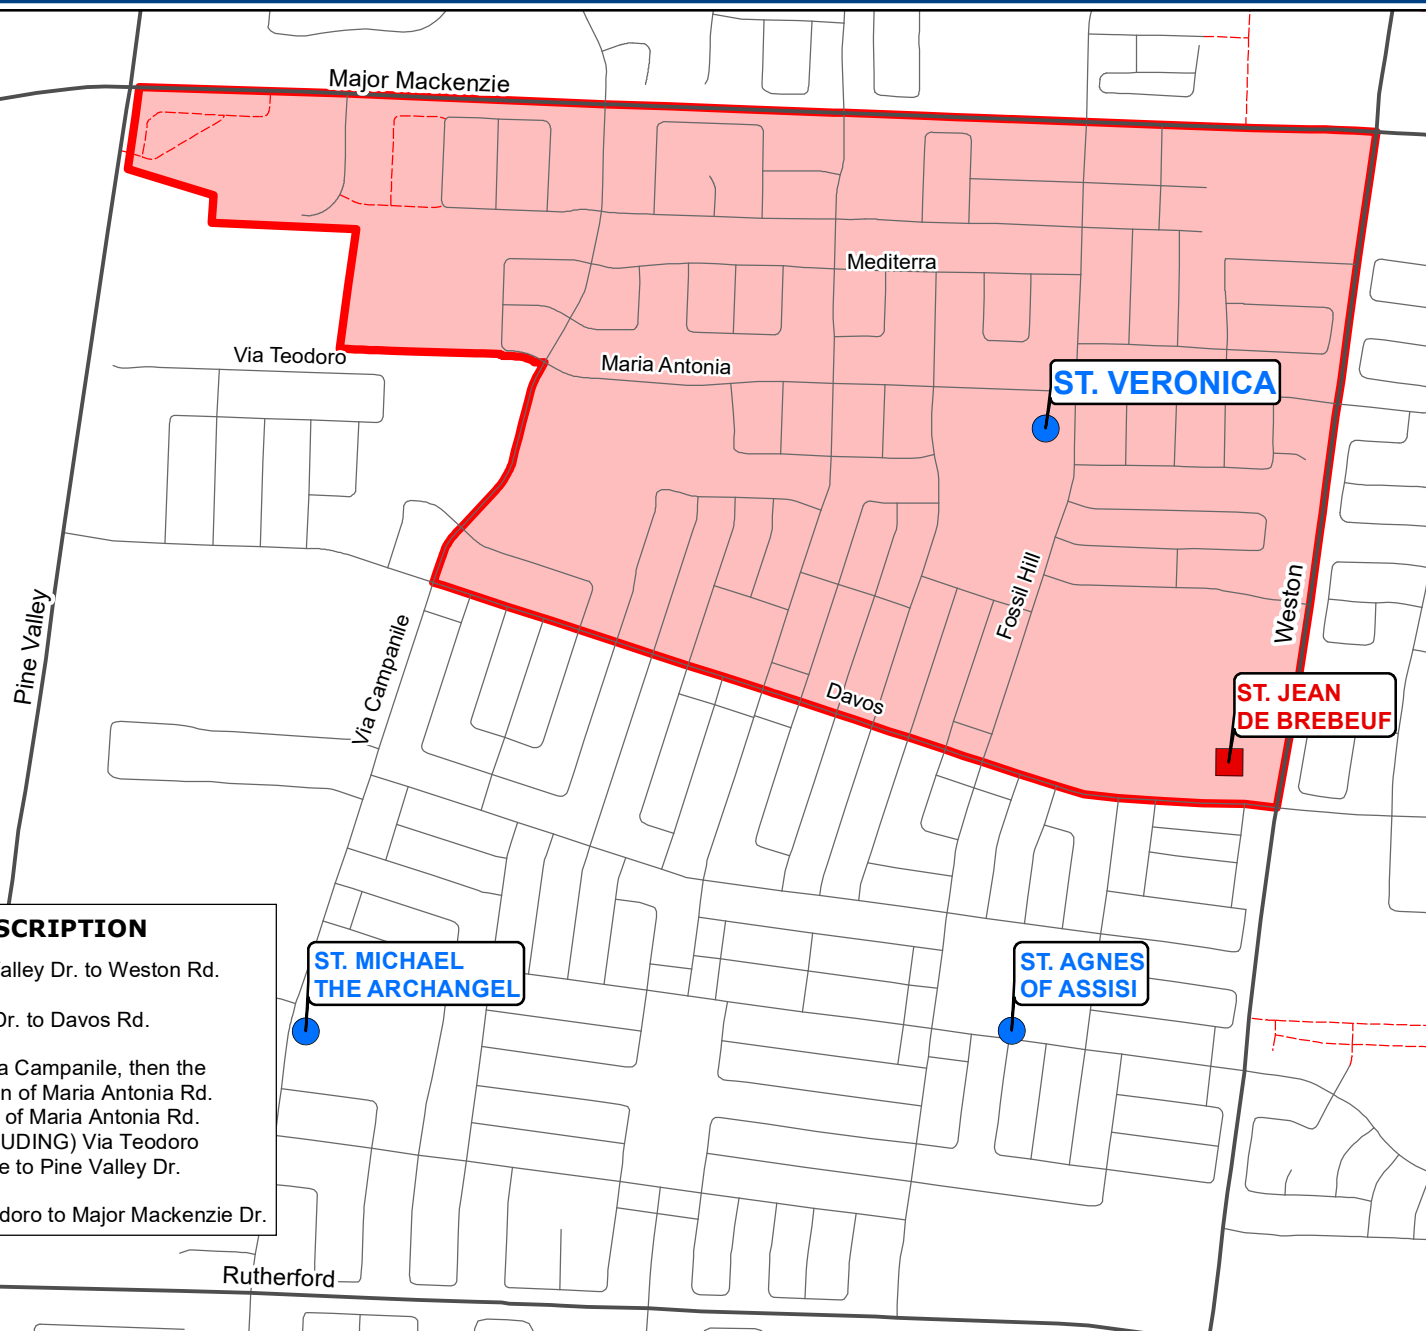 Major Mackenzie
Mediterra
Via Teodoro
Maria Antonia
ST. VERONICA
Fossil Hill
Weston
Pine Valley
Via Campanile
Davos
ST. JEAN
DE BREBEUF
SCRIPTION
alley Dr. to Weston Rd.
Dr. to Davos Rd.
a Campanile, then the
n of Maria Antonia Rd.
of Maria Antonia Rd.
UDING) Via Teodoro
e to Pine Valley Dr.
doro to Major Mackenzie Dr.
ST. MICHAEL
THE ARCHANGEL
ST. AGNES
OF ASSISI
Rutherford